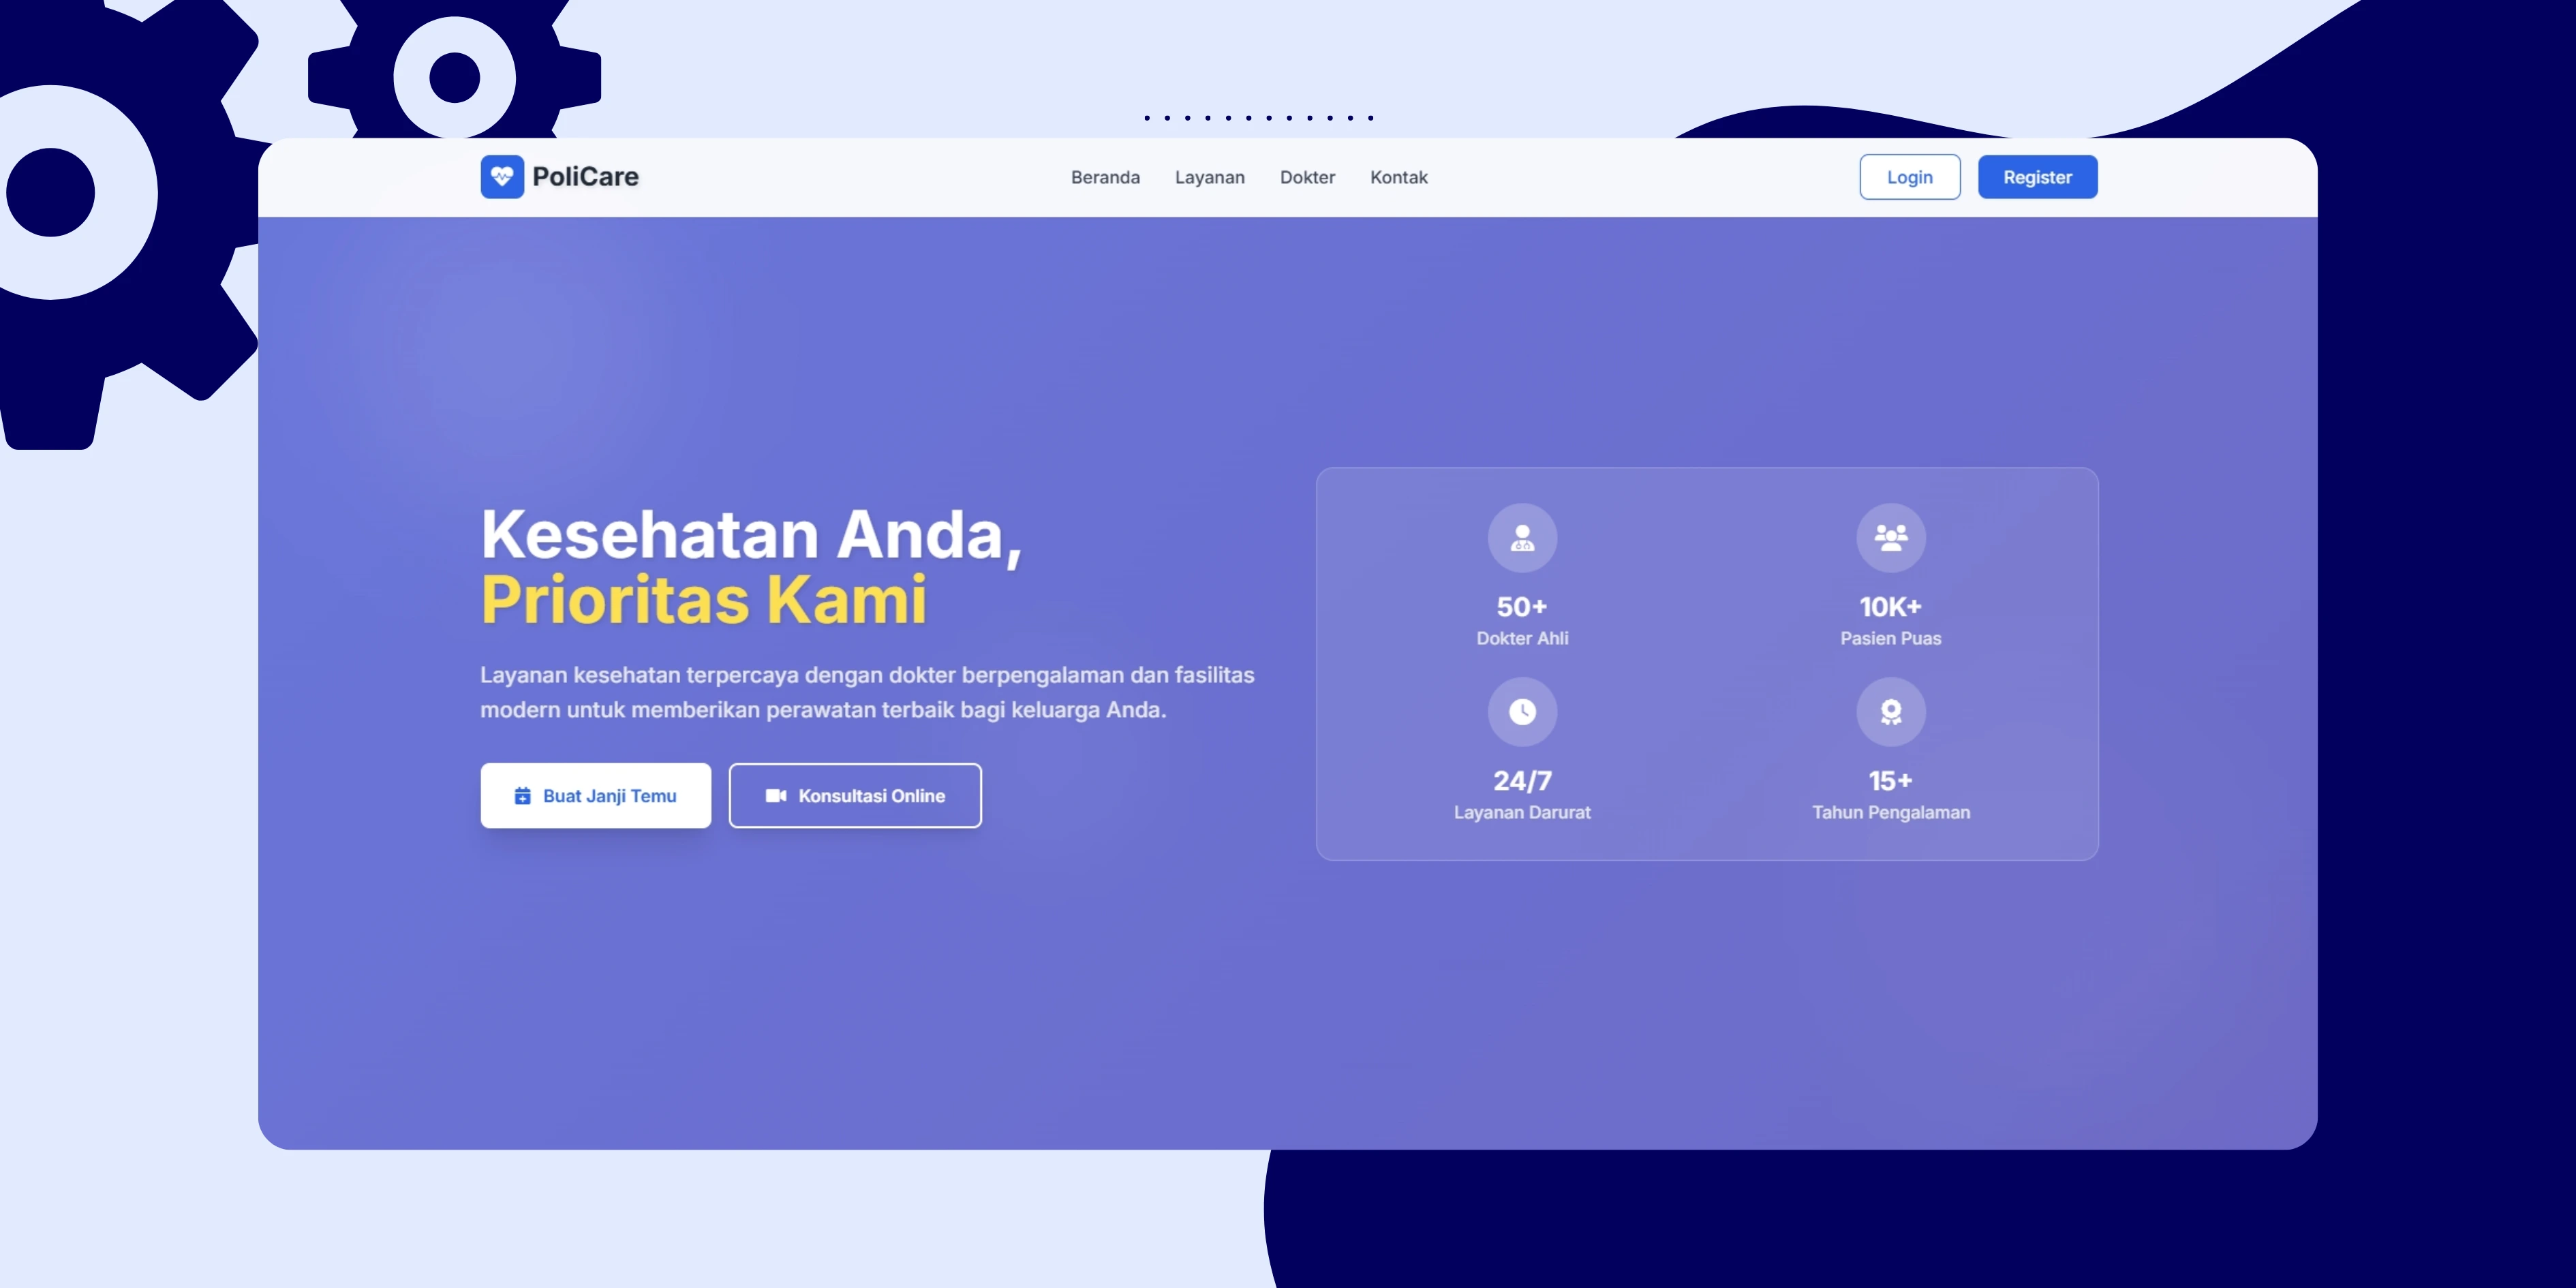 PoliCare
Beranda
Layanan
Dokter
Kontak
Login
Register
Kesehatan Anda,
Prioritas Kami
Layanan kesehatan terpercaya dengan dokter berpengalaman dan fasilitas
modern untuk memberikan perawatan terbaik bagi keluarga Anda.
Buat Janji Temu
Konsultasi Online
50+
Dokter Ahli
10K+
Pasien Puas
24/7
Layanan Darurat
15+
Tahun Pengalaman